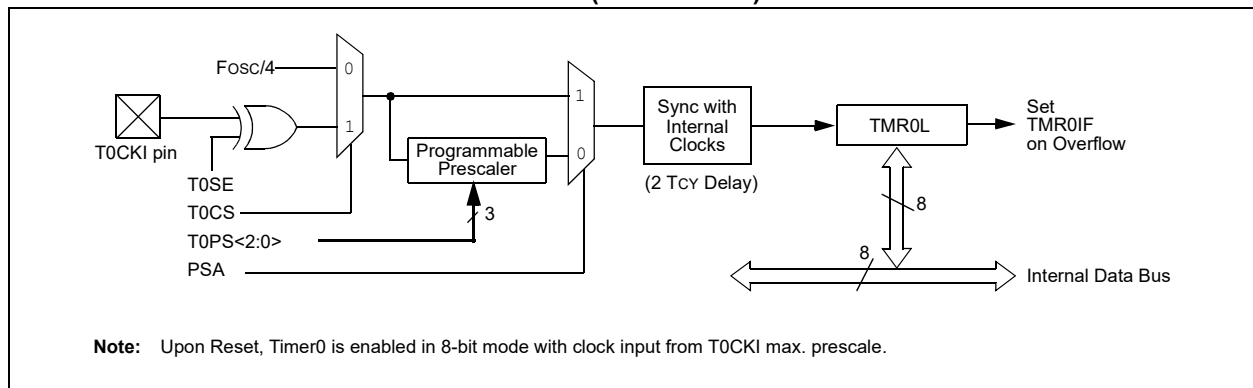 FOSC/4
0
1
T0CKI pin
T0SE
T0CS
T0PS<2:0>
PSA
Programmable
Prescaler
3
1
0
Sync with
Internal
Clocks
(2 TCY Delay)
TMR0L
Set
TMR0IF
on Overflow
8
8
Internal Data Bus
Note: Upon Reset, Timer0 is enabled in 8-bit mode with clock input from T0CKI max. prescale.